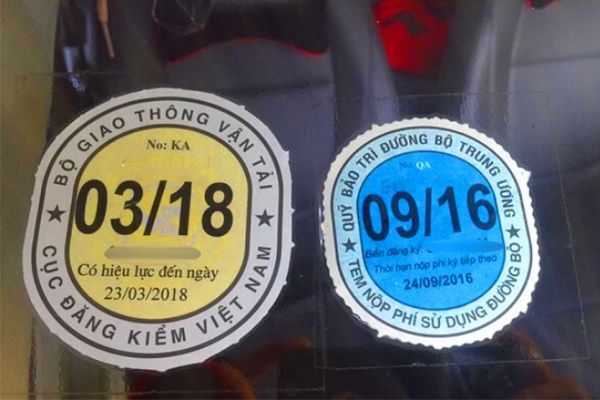 BỘ GIAO THÔNG VẬN TẢI
No: KA
03/18
Có hiệu lực đến ngày
23/03/2018
CỤC ĐĂNG KIỂM VIỆT NAM
QUỸ BẢO TRÌ ĐƯỜNG BỘ TRUNG ƯƠNG
No: QA
09/16
Biển đăng ký
Thời hạn nộp phí kỳ tiếp theo
24/09/2016
TEM NỘP PHÍ SỬ DỤNG ĐƯỜNG BỘ